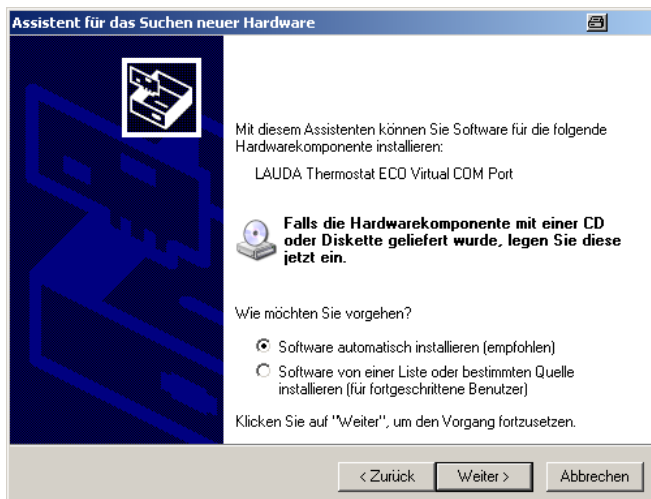 Assistent für das Suchen neuer Hardware
Mit diesem Assistenten können Sie Software für die folgende
Hardwarekomponente installieren:
LAUDA Thermostat ECO Virtual COM Port
Falls die Hardwarekomponente mit einer CD
oder Diskette geliefert wurde, legen Sie diese
jetzt ein.
Wie möchten Sie vorgehen?
Software automatisch installieren (empfohlen)
Software von einer Liste oder bestimmten Quelle
installieren (für fortgeschrittene Benutzer)
Klicken Sie auf "Weiter", um den Vorgang fortzusetzen.
< Zurück Weiter > Abbrechen